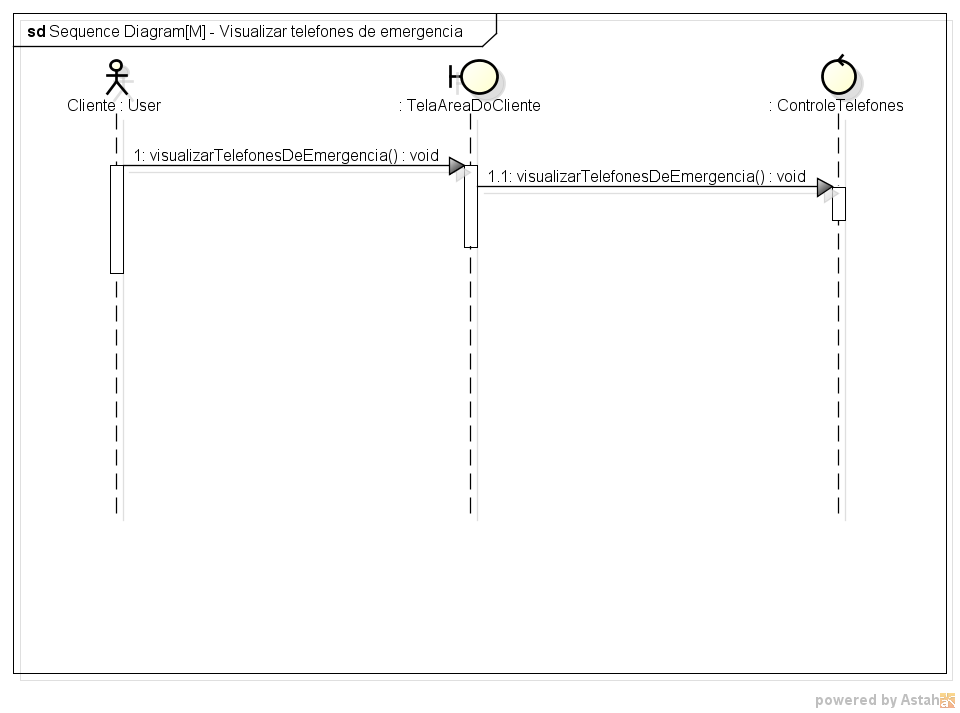 sd Sequence Diagram[M] - Visualizar telefones de emergencia
Cliente : User
: TelaAreaDoCliente
: ControleTelefones
1: visualizarTelefonesDeEmergencia() : void
1.1: visualizarTelefonesDeEmergencia() : void
powered by Astah